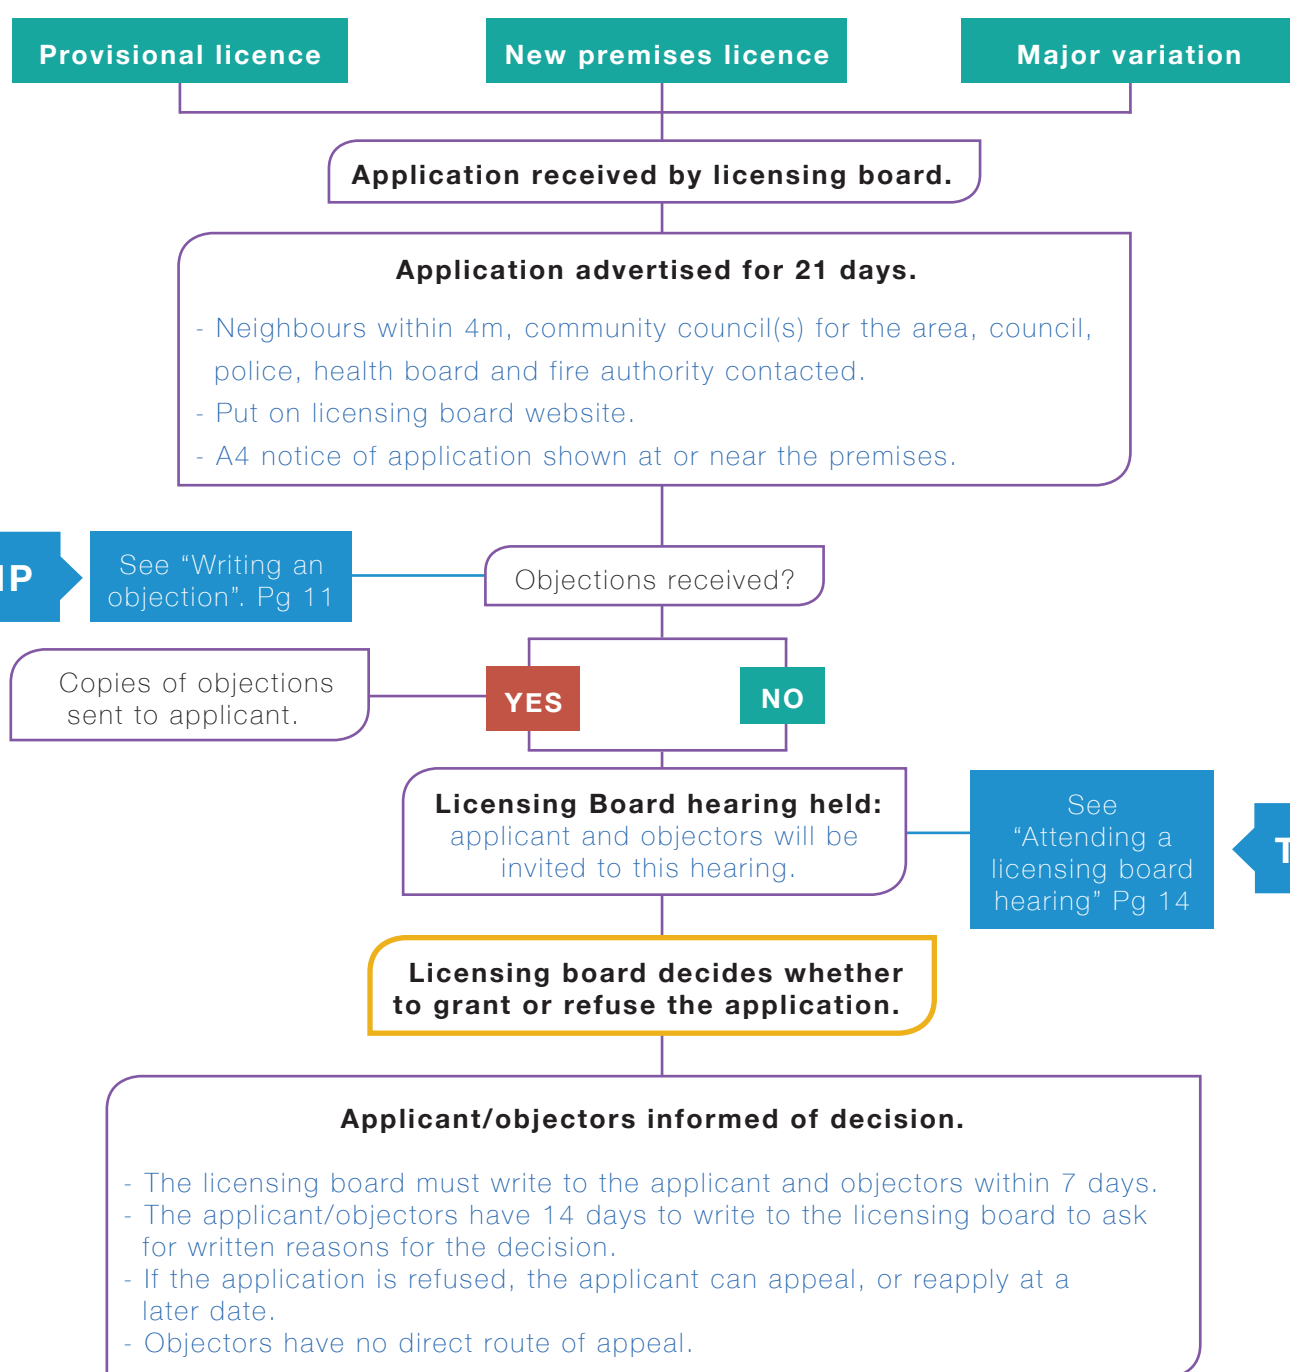 Provisional licence
New premises licence
Major variation
Application received by licensing board.
Application advertised for 21 days.
- Neighbours within 4m, community council(s) for the area, council,
police, health board and fire authority contacted.
- Put on licensing board website.
- A4 notice of application shown at or near the premises.
IP
See “Writing an
objection”. Pg 11
Objections received?
Copies of objections
sent to applicant.
YES
NO
Licensing Board hearing held:
applicant and objectors will be
invited to this hearing.
See
“Attending a
licensing board
hearing” Pg 14
T
Licensing board decides whether
to grant or refuse the application.
Applicant/objectors informed of decision.
- The licensing board must write to the applicant and objectors within 7 days.
- The applicant/objectors have 14 days to write to the licensing board to ask
for written reasons for the decision.
- If the application is refused, the applicant can appeal, or reapply at a
later date.
- Objectors have no direct route of appeal.